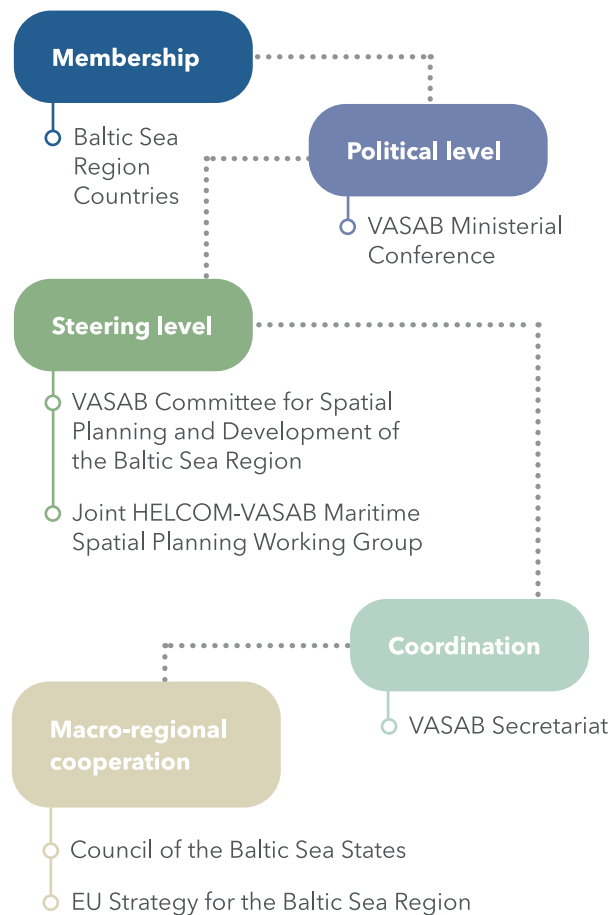 Membership
Baltic Sea
Region
Countries
Political level
VASAB Ministerial
Conference
Steering level
VASAB Committee for Spatial
Planning and Development of
the Baltic Sea Region
Joint HELCOM-VASAB Maritime
Spatial Planning Working Group
Coordination
VASAB Secretariat
Macro-regional
cooperation
Council of the Baltic Sea States
EU Strategy for the Baltic Sea Region